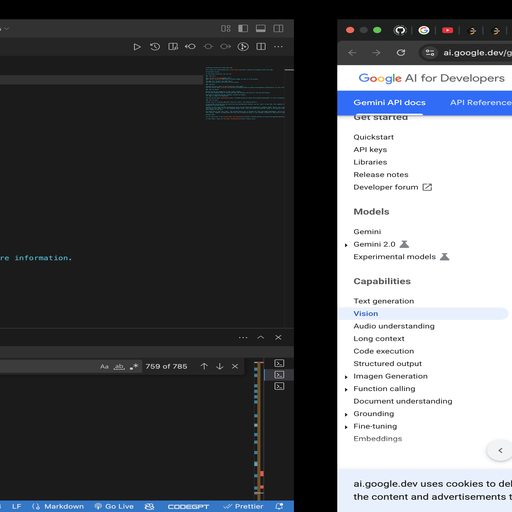 re information.
Aa
ab
759 of 785
LF
Markdown
Go Live
CODEGPT
Prettier
ai.google.dev/g
Google AI for Developers
Gemini API docs
API Reference
Get started
Quickstart
API keys
Libraries
Release notes
Developer forum
Models
Gemini
Gemini 2.0
Experimental models
Capabilities
Text generation
Vision
Audio understanding
Long context
Code execution
Structured output
Imagen Generation
Function calling
Document understanding
Grounding
Fine-tuning
Embeddings
ai.google.dev uses cookies to del
the content and advertisements t